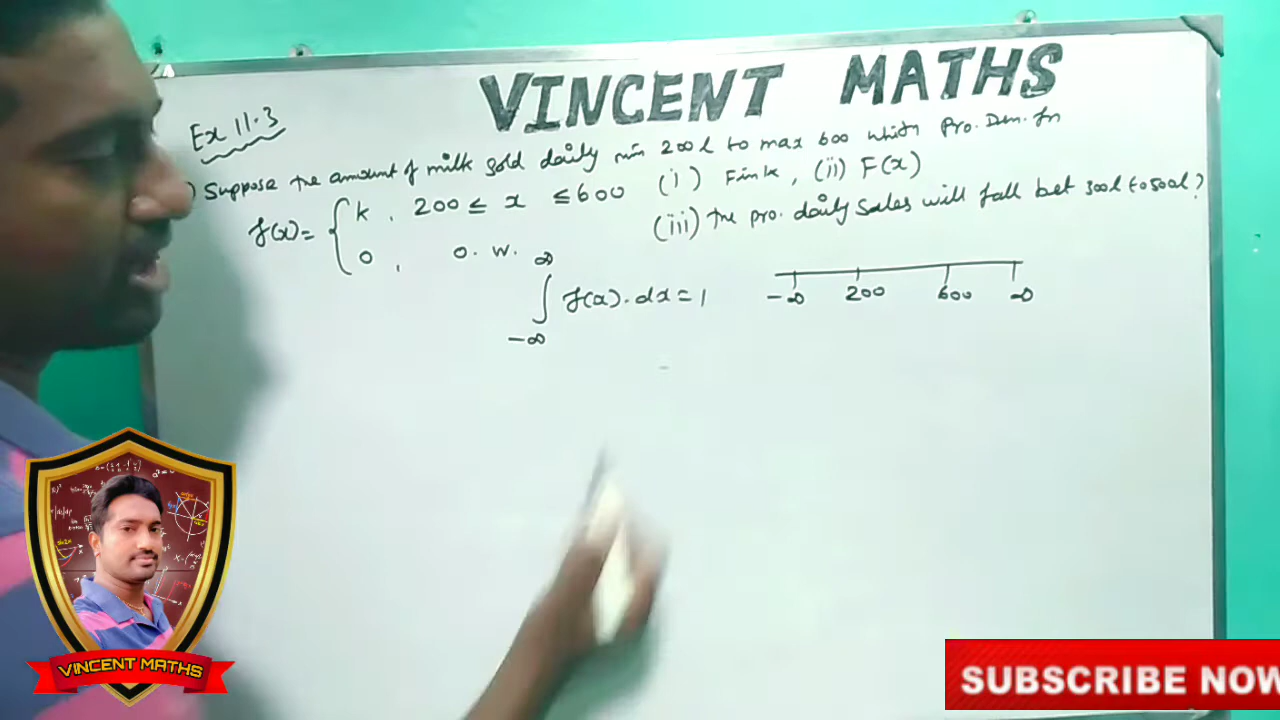 VINCENT MATHS
Ex 11.3
) Suppose the amount of milk sold daily min 200 l to max 600 with Pro. Den. fn
f(x) = { k , 200 ≤ x ≤ 600 (i) Fin k , (ii) F(x)
0 , O. W. (iii) The pro. daily sales will fall bet 300l to 500l ?
∞
∫ f(x) . dx = 1
-∞
-∞ 200 600 ∞
VINCENT MATHS
SUBSCRIBE NOW